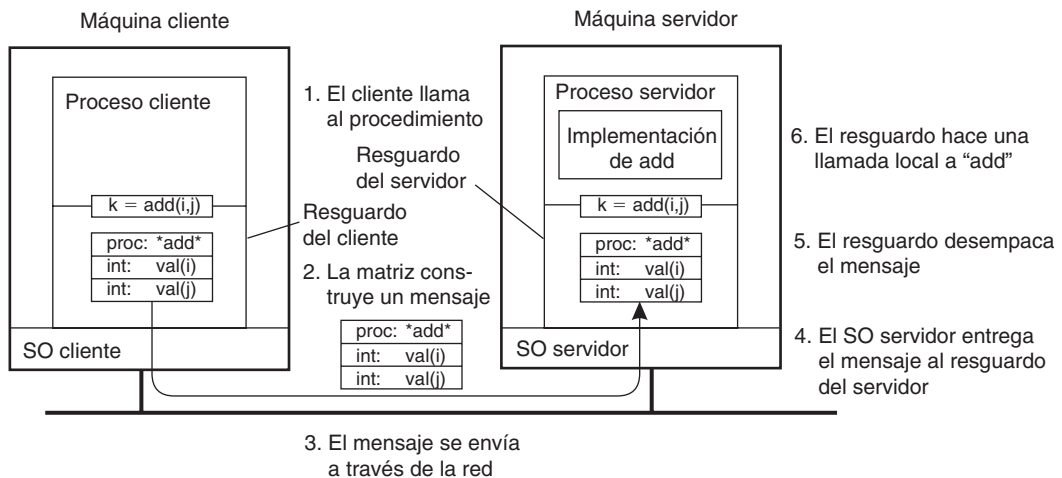 Máquina cliente
Máquina servidor
Proceso cliente
k = add(i,j)
proc: *add*
int: val(i)
int: val(j)
SO cliente
1. El cliente llama
al procedimiento
Resguardo
del servidor
Resguardo
del cliente
2. La matriz cons-
truye un mensaje
proc: *add*
int: val(i)
int: val(j)
3. El mensaje se envía
a través de la red
Proceso servidor
Implementación
de add
k = add(i,j)
proc: *add*
int: val(i)
int: val(j)
SO servidor
6. El resguardo hace una
llamada local a “add”
5. El resguardo desempaca
el mensaje
4. El SO servidor entrega
el mensaje al resguardo
del servidor